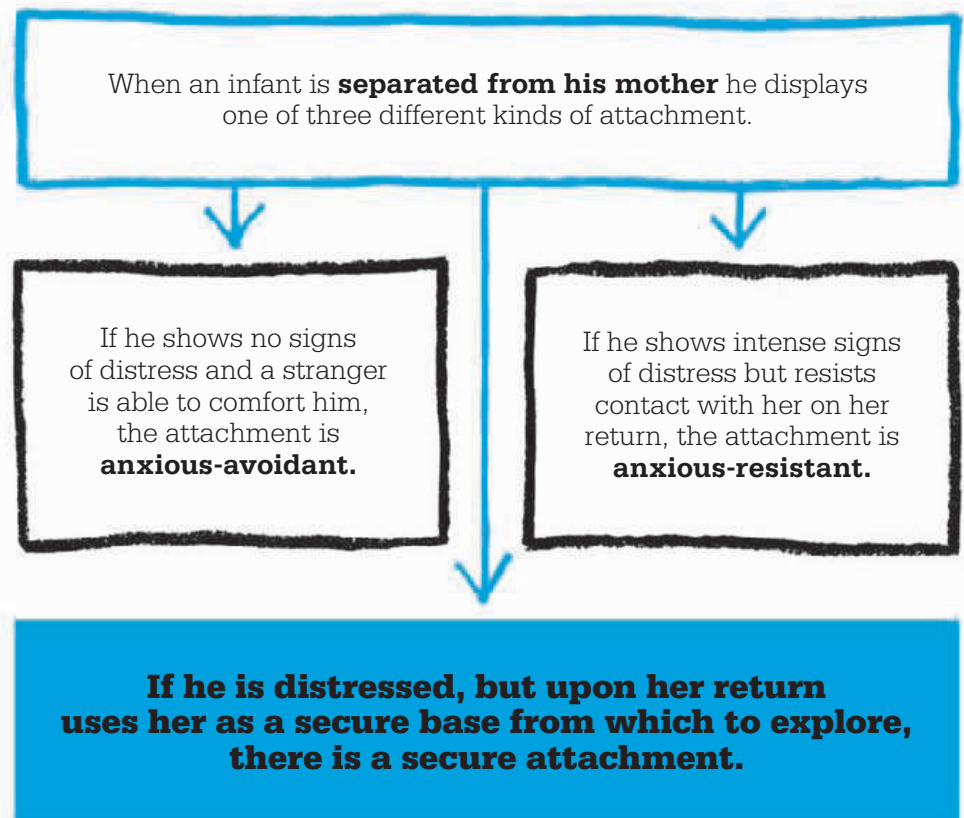 When an infant is separated from his mother he displays
one of three different kinds of attachment.
If he shows no signs
of distress and a stranger
is able to comfort him,
the attachment is
anxious-avoidant.
If he shows intense signs
of distress but resists
contact with her on her
return, the attachment is
anxious-resistant.
If he is distressed, but upon her return
uses her as a secure base from which to explore,
there is a secure attachment.